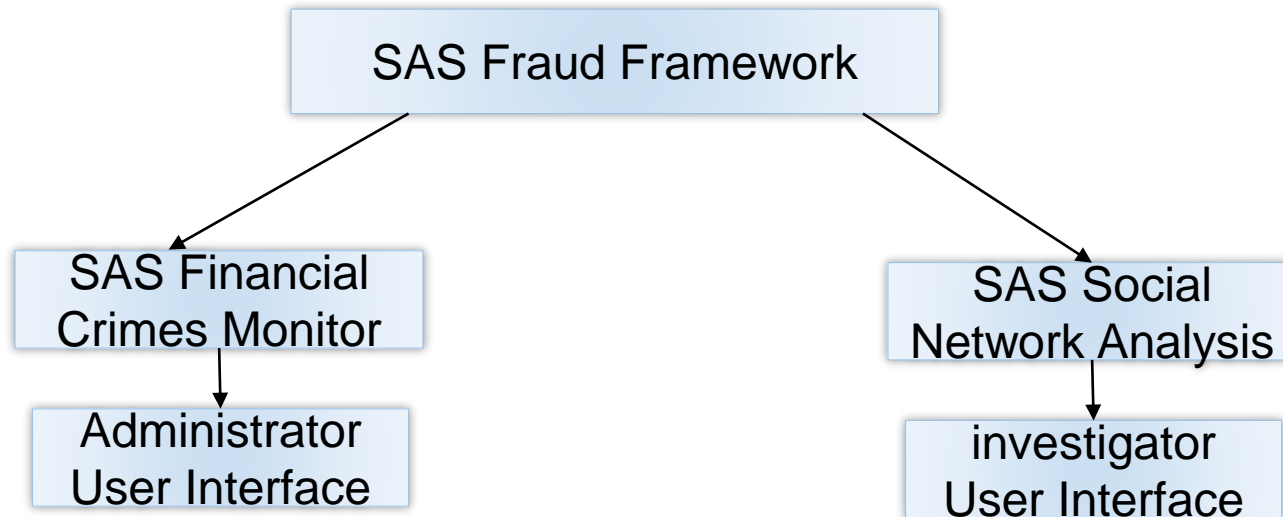 SAS Fraud Framework
SAS Financial
Crimes Monitor
SAS Social
Network Analysis
Administrator
User Interface
investigator
User Interface